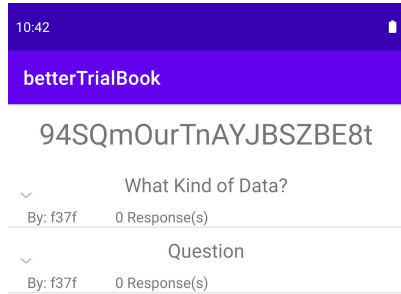 10:42
betterTrialBook
94SQmOurTnAYJBSZBE8t
What Kind of Data?
By: f37f 0 Response(s)
Question
By: f37f 0 Response(s)